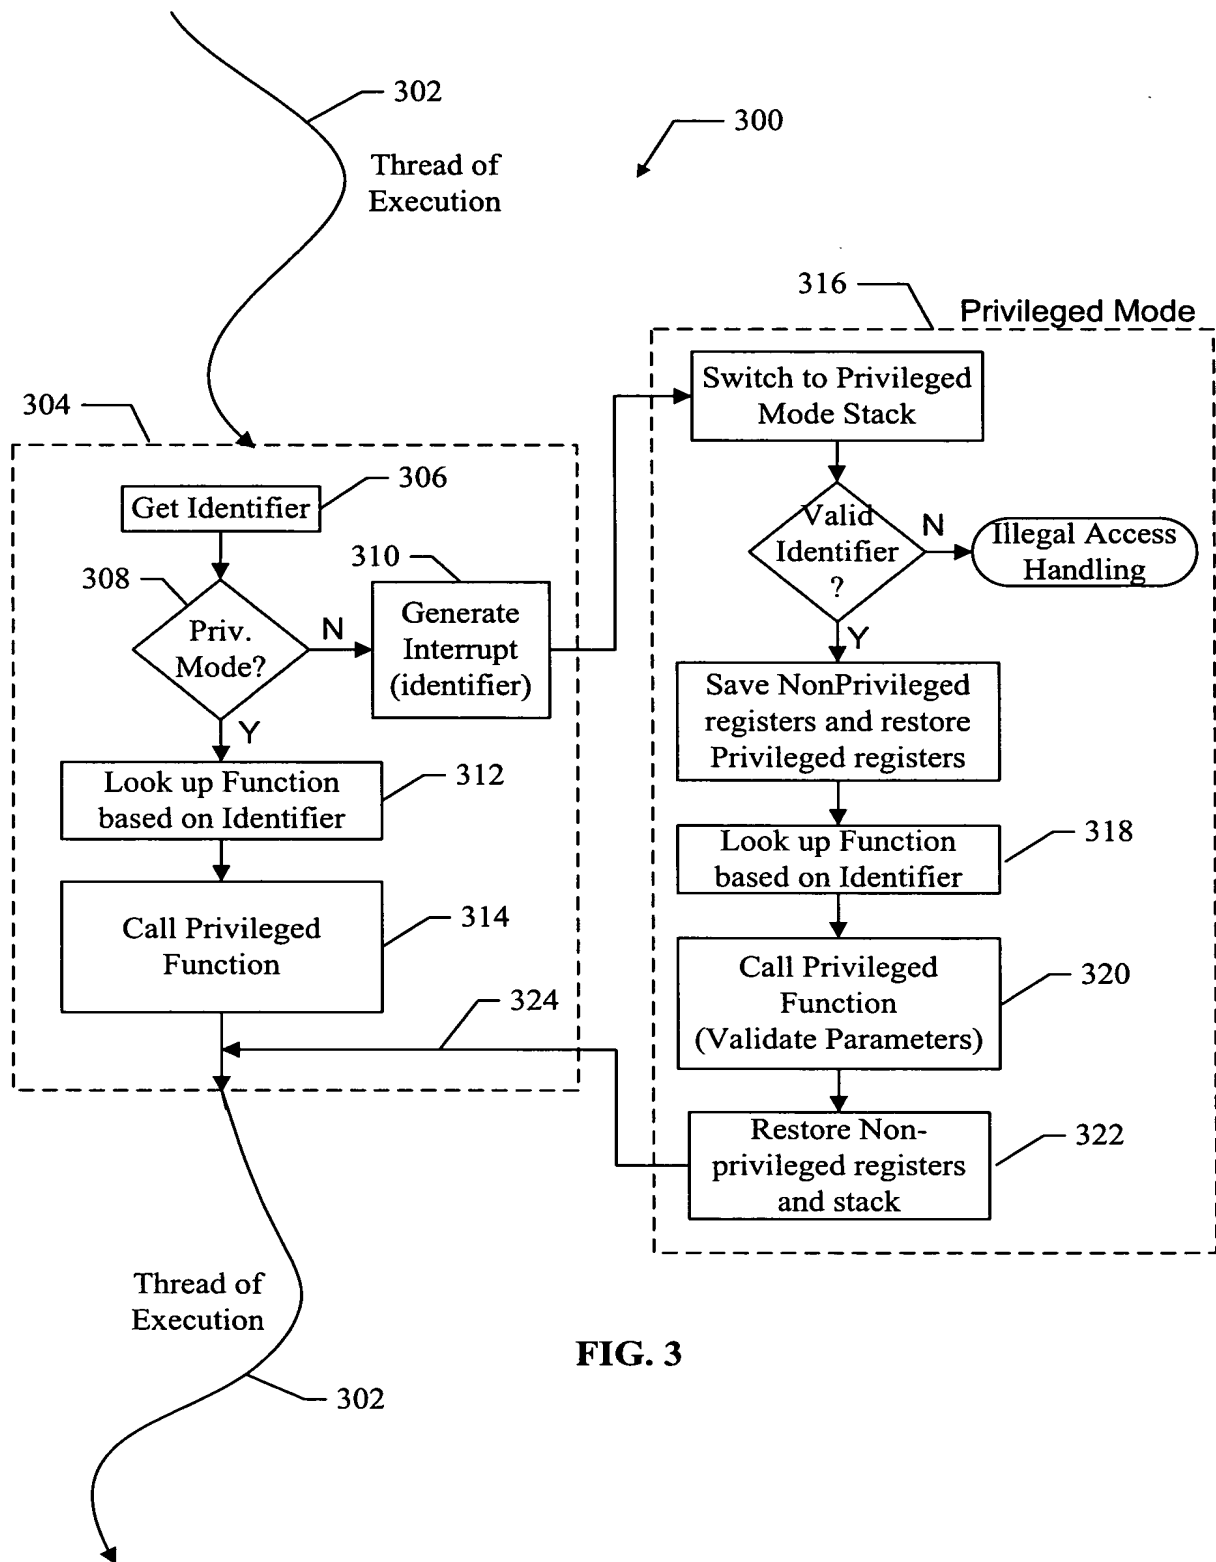 302
Thread of
Execution
300
316
Privileged Mode
304
Switch to Privileged
Mode Stack
Get Identifier
306
Valid
Identifier
?
N
Illegal Access
Handling
308
310
Priv.
Mode?
N
Generate
Interrupt
(identifier)
Y
Y
Save NonPrivileged
registers and restore
Privileged registers
Look up Function
based on Identifier
312
Look up Function
based on Identifier
318
Call Privileged
Function
314
Call Privileged
Function
(Validate Parameters)
320
324
Restore Non-
privileged registers
and stack
322
Thread of
Execution
302
FIG. 3